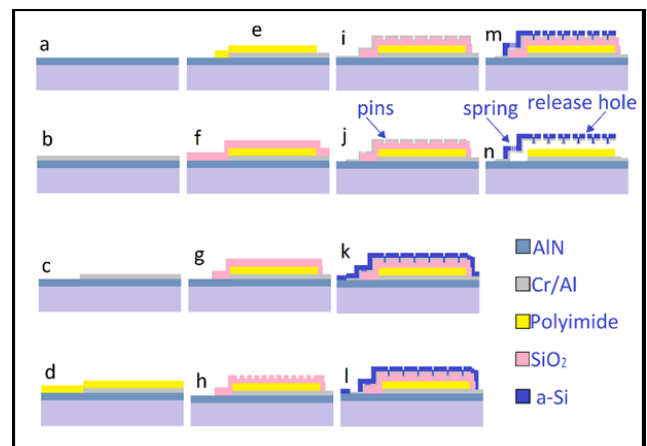 a
e
i
m
b
f
pins
j
spring
release hole
n
c
g
k
d
h
l
AlN
Cr/Al
Polyimide
SiO₂
a-Si